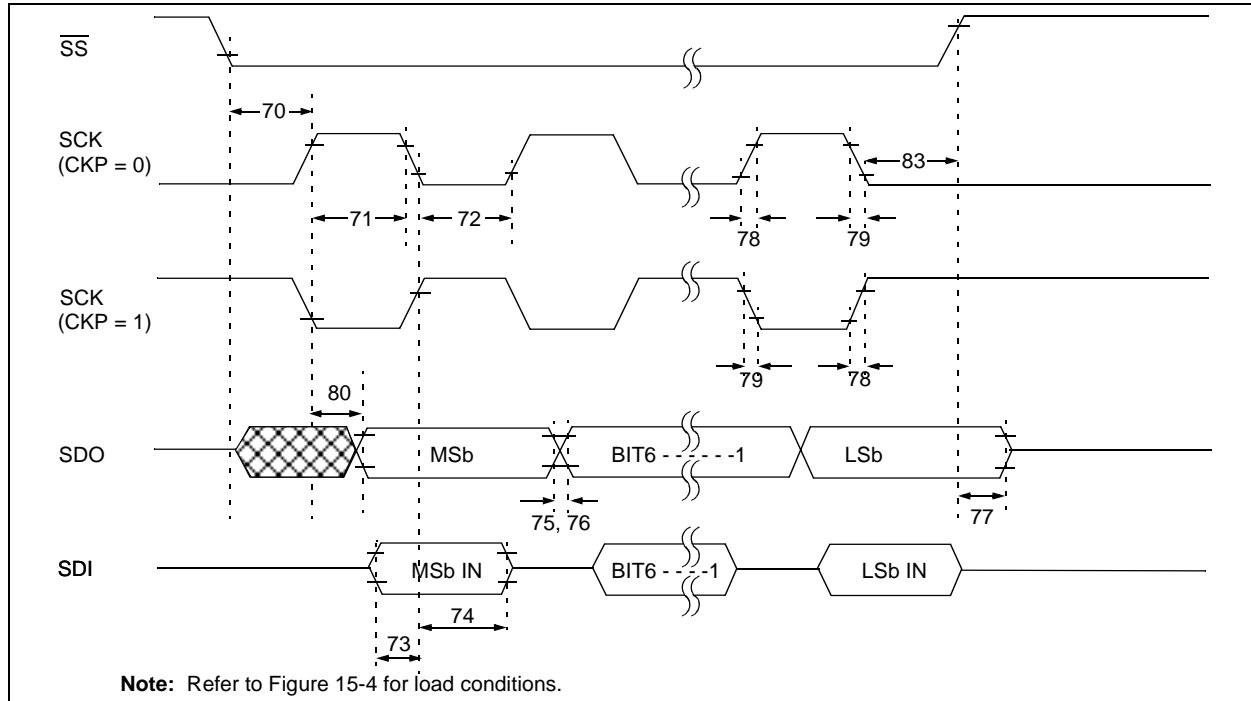 SS
70
SCK
(CKP = 0)
83
71
72
78
79
SCK
(CKP = 1)
79
78
80
SDO
MSb
BIT6 - - - - - - -1
LSb
75, 76
77
SDI
MSb IN
BIT6 - - - - -1
LSb IN
74
73
Note: Refer to Figure 15-4 for load conditions.